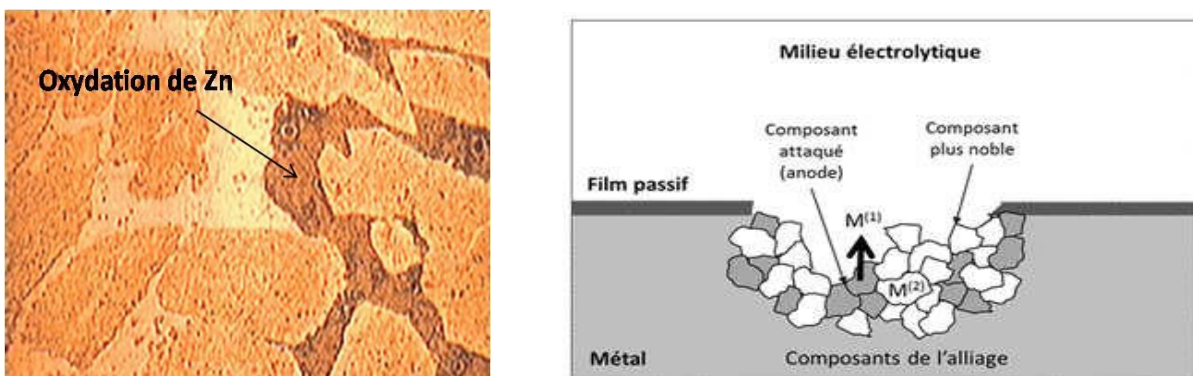 Oxydation de Zn
Milieu électrolytique
Composant
attaqué
(anode)
Composant
plus noble
Film passif
M(1)
M(2)
Métal
Composants de l'alliage